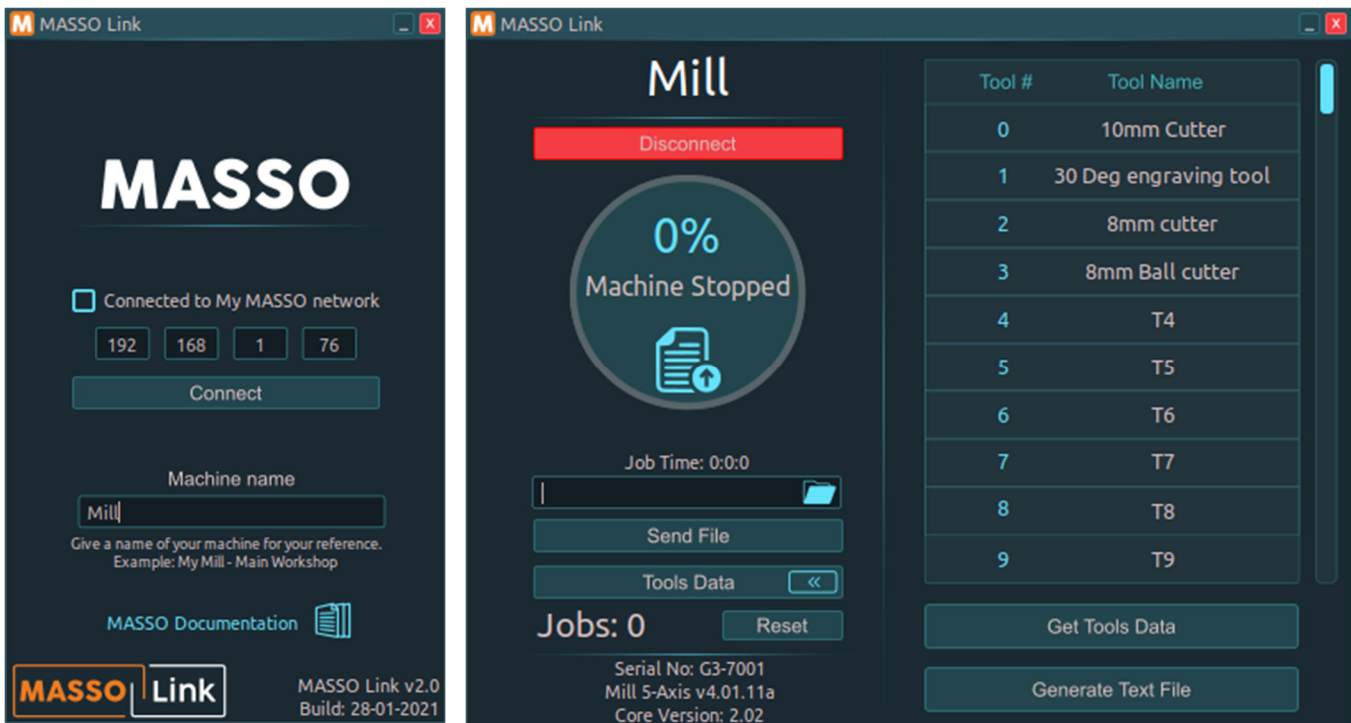 MASSO Link
MASSO
Connected to My MASSO network
192 168 1 76
Connect
Machine name
Mill
Give a name of your machine for your reference.
Example: My Mill - Main Workshop
MASSO Documentation
MASSO Link
MASSO Link v2.0
Build: 28-01-2021
MASSO Link
Mill
Disconnect
0%
Machine Stopped
Job Time: 0:0:0
Send File
Tools Data «
Jobs: 0 Reset
Serial No: G3-7001
Mill 5-Axis v4.01.11a
Core Version: 2.02
Tool # Tool Name
0 10mm Cutter
1 30 Deg engraving tool
2 8mm cutter
3 8mm Ball cutter
4 T4
5 T5
6 T6
7 T7
8 T8
9 T9
Get Tools Data
Generate Text File